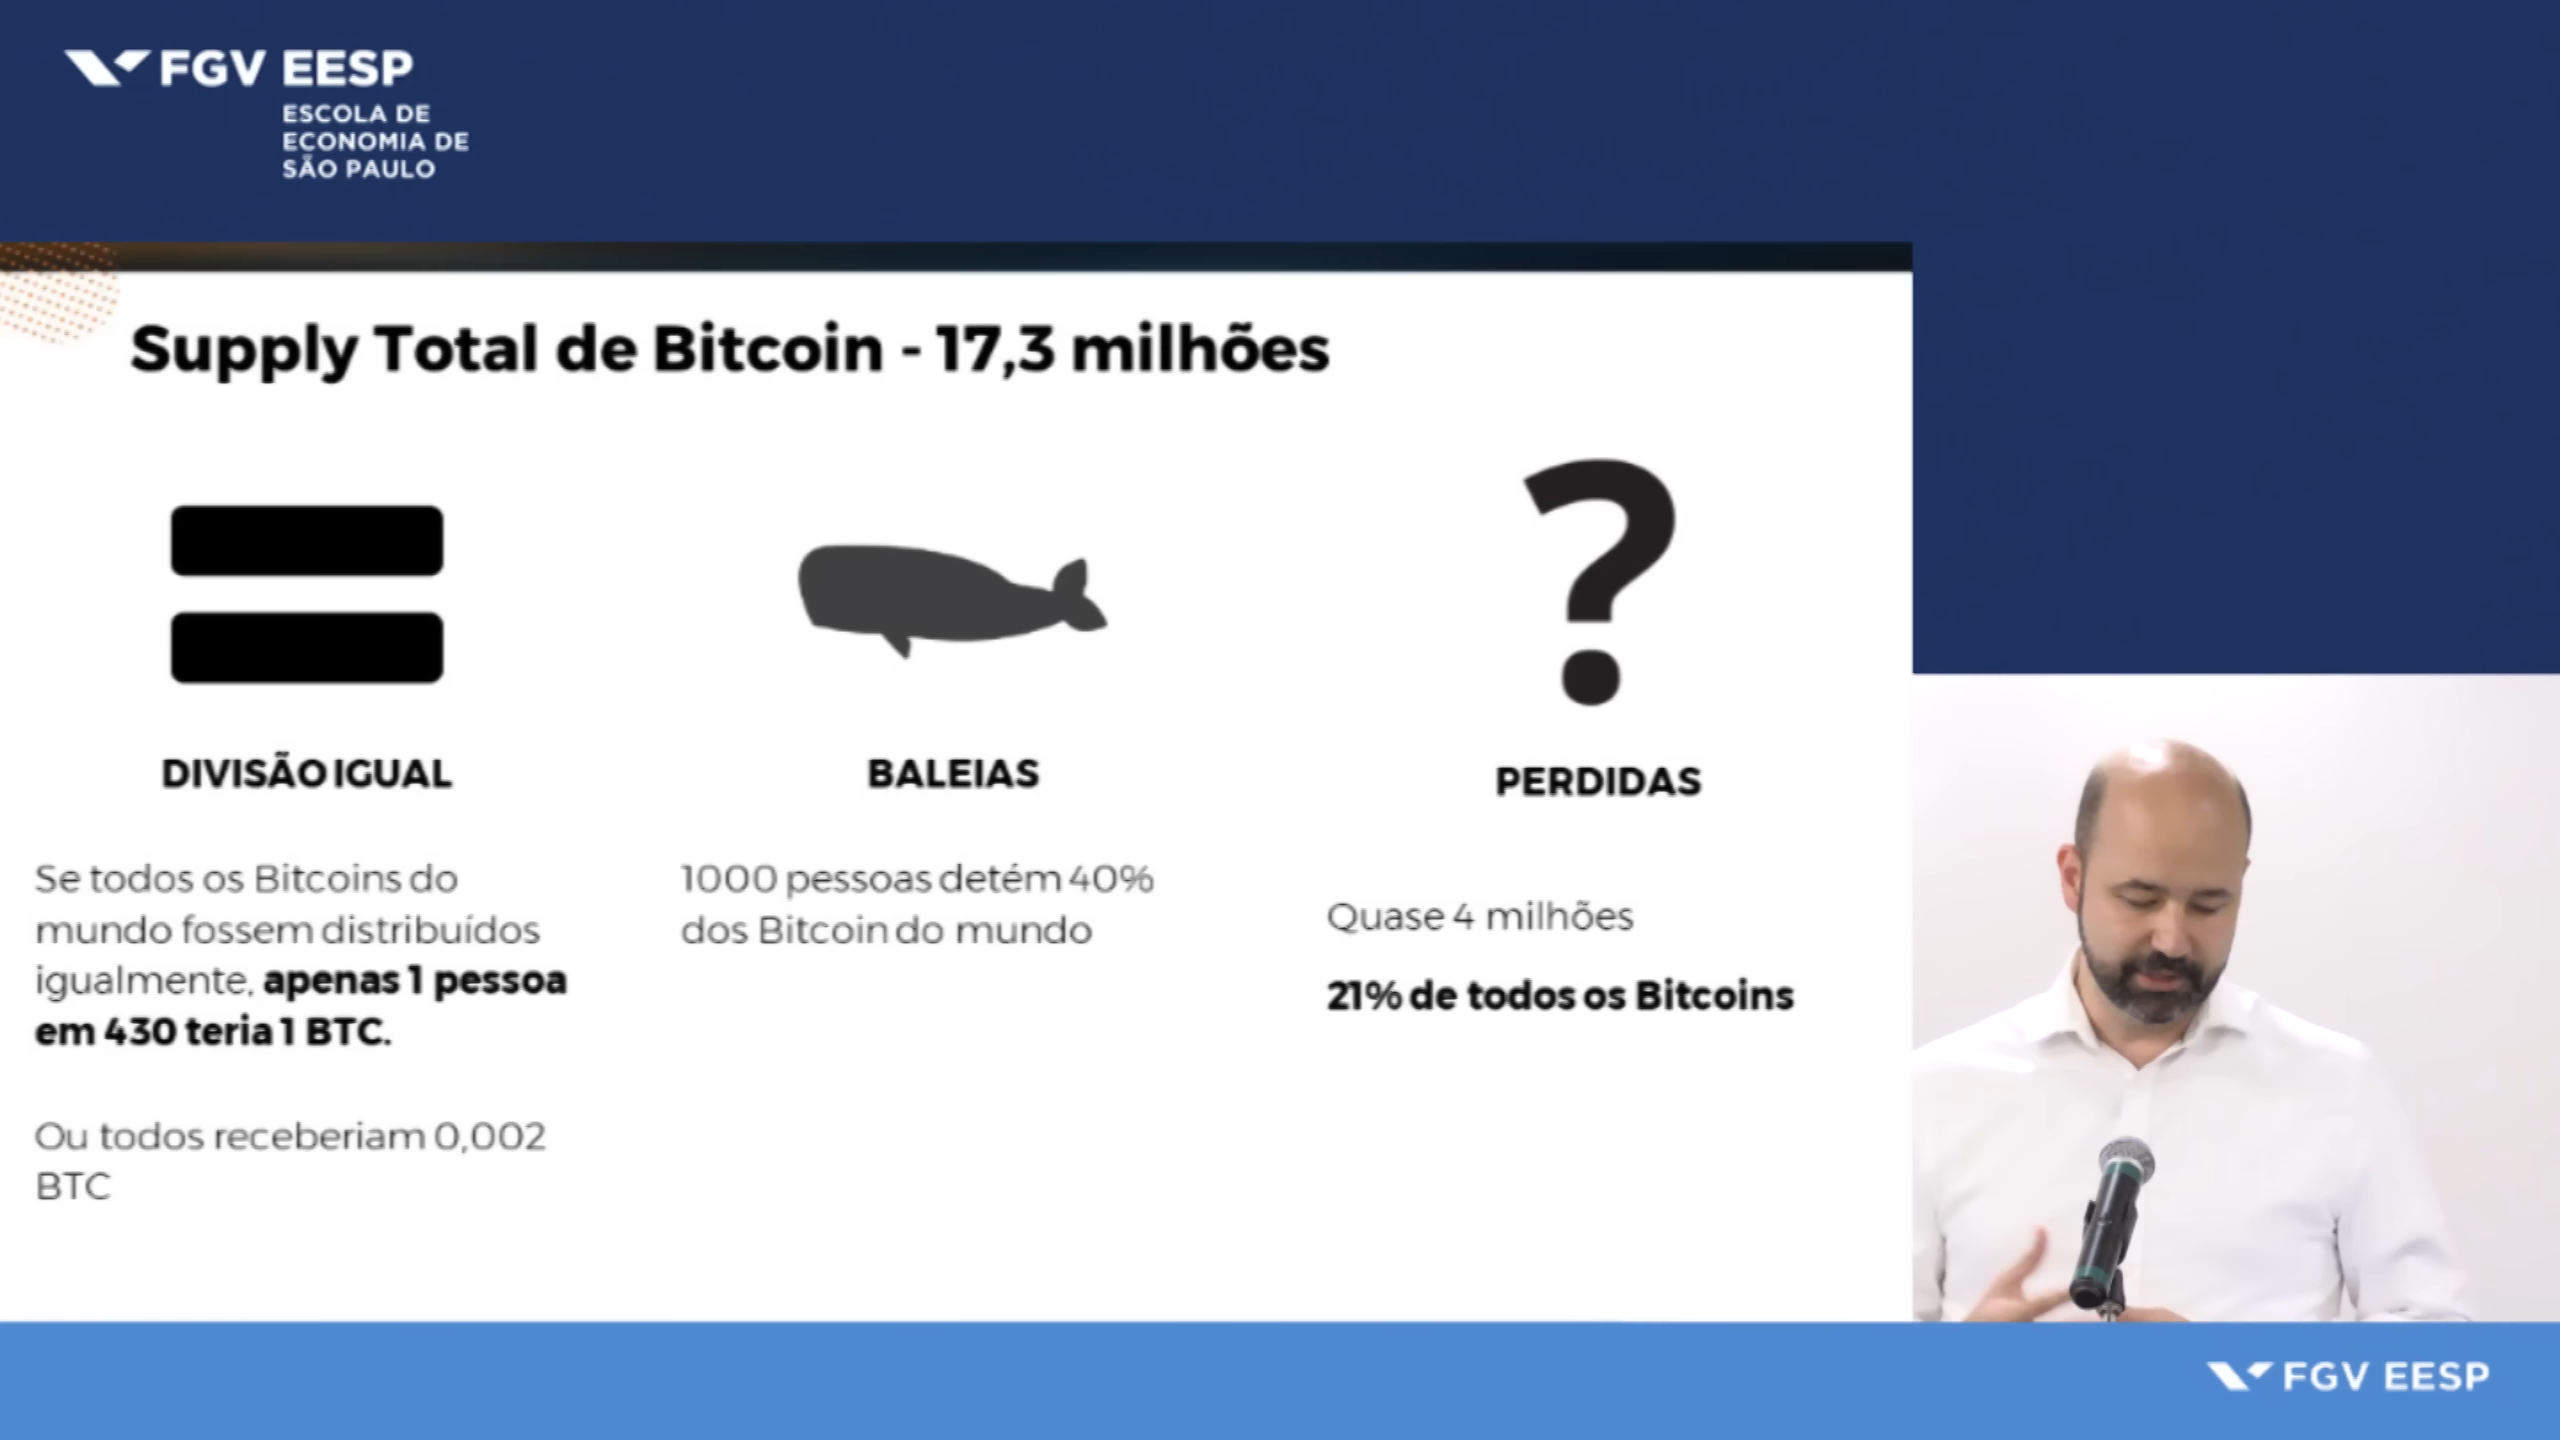 FGV EESP
ESCOLA DE
ECONOMIA DE
SÃO PAULO
Supply Total de Bitcoin - 17,3 milhões
DIVISÃO IGUAL
Se todos os Bitcoins do
mundo fossem distribuídos
igualmente, apenas 1 pessoa
em 430 teria 1 BTC.
Ou todos receberiam 0,002
BTC
BALEIAS
1000 pessoas detém 40%
dos Bitcoin do mundo
?
PERDIDAS
Quase 4 milhões
21% de todos os Bitcoins
FGV EESP